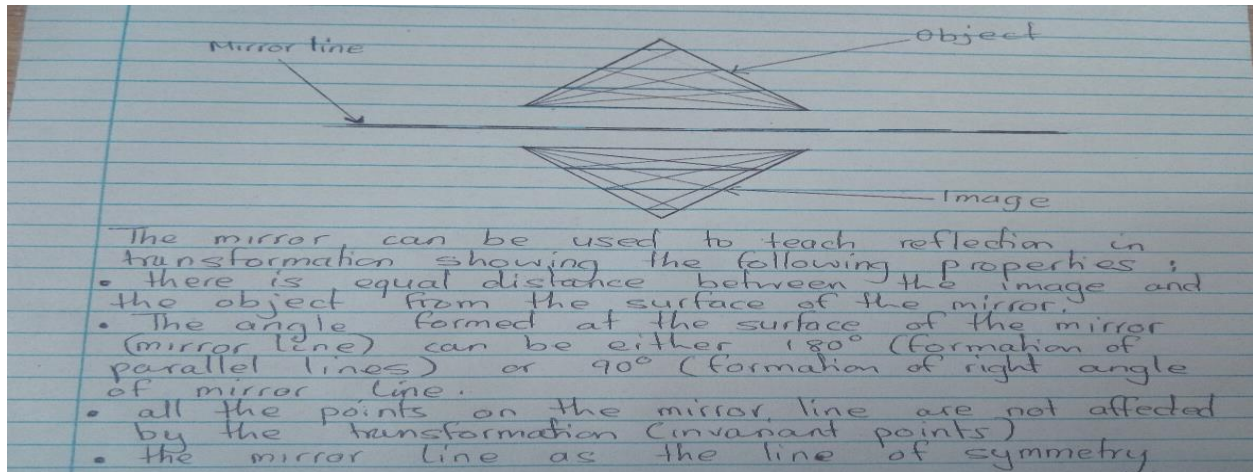 Mirror line
Object
Image
The mirror can be used to teach reflection in
transformation showing the following properties:
• there is equal distance between the image and
the object from the surface of the mirror.
• The angle formed at the surface of the mirror
(mirror line) can be either 180° (formation of
parallel lines) or 90° (formation of right angle
of mirror line.
• all the points on the mirror line are not affected
by the transformation (invariant points)
• the mirror line as the line of symmetry